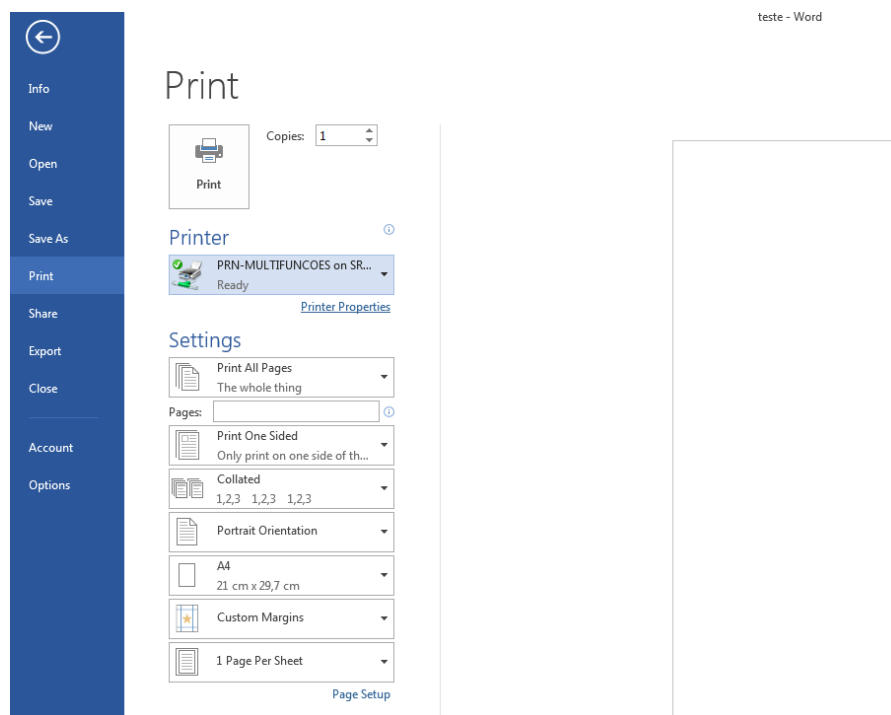 teste - Word
Info
New
Open
Save
Save As
Print
Share
Export
Close
Account
Options
Print
Copies: 1
Print
Printer
PRN-MULTIFUNCOES on SR...
Ready
Printer Properties
Settings
Print All Pages
The whole thing
Pages:
Print One Sided
Only print on one side of th...
Collated
1,2,3 1,2,3 1,2,3
Portrait Orientation
A4
21 cm x 29,7 cm
Custom Margins
1 Page Per Sheet
Page Setup